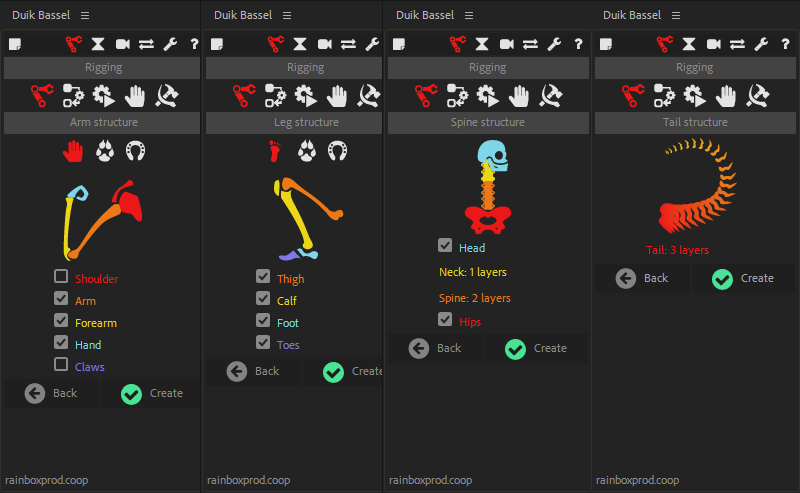 Duik Bassel
?
Rigging
Arm structure
Shoulder
Arm
Forearm
Hand
Claws
Back
Create
rainboxprod.coop
Duik Bassel
Rigging
Leg structure
Thigh
Calf
Foot
Toes
Back
Create
rainboxprod.coop
Duik Bassel
?
Rigging
Spine structure
Head
Neck: 1 layers
Spine: 2 layers
Hips
Back
Create
rainboxprod.coop
Duik Bassel
?
Rigging
Tail structure
Tail: 3 layers
Back
Create
rainboxprod.coop